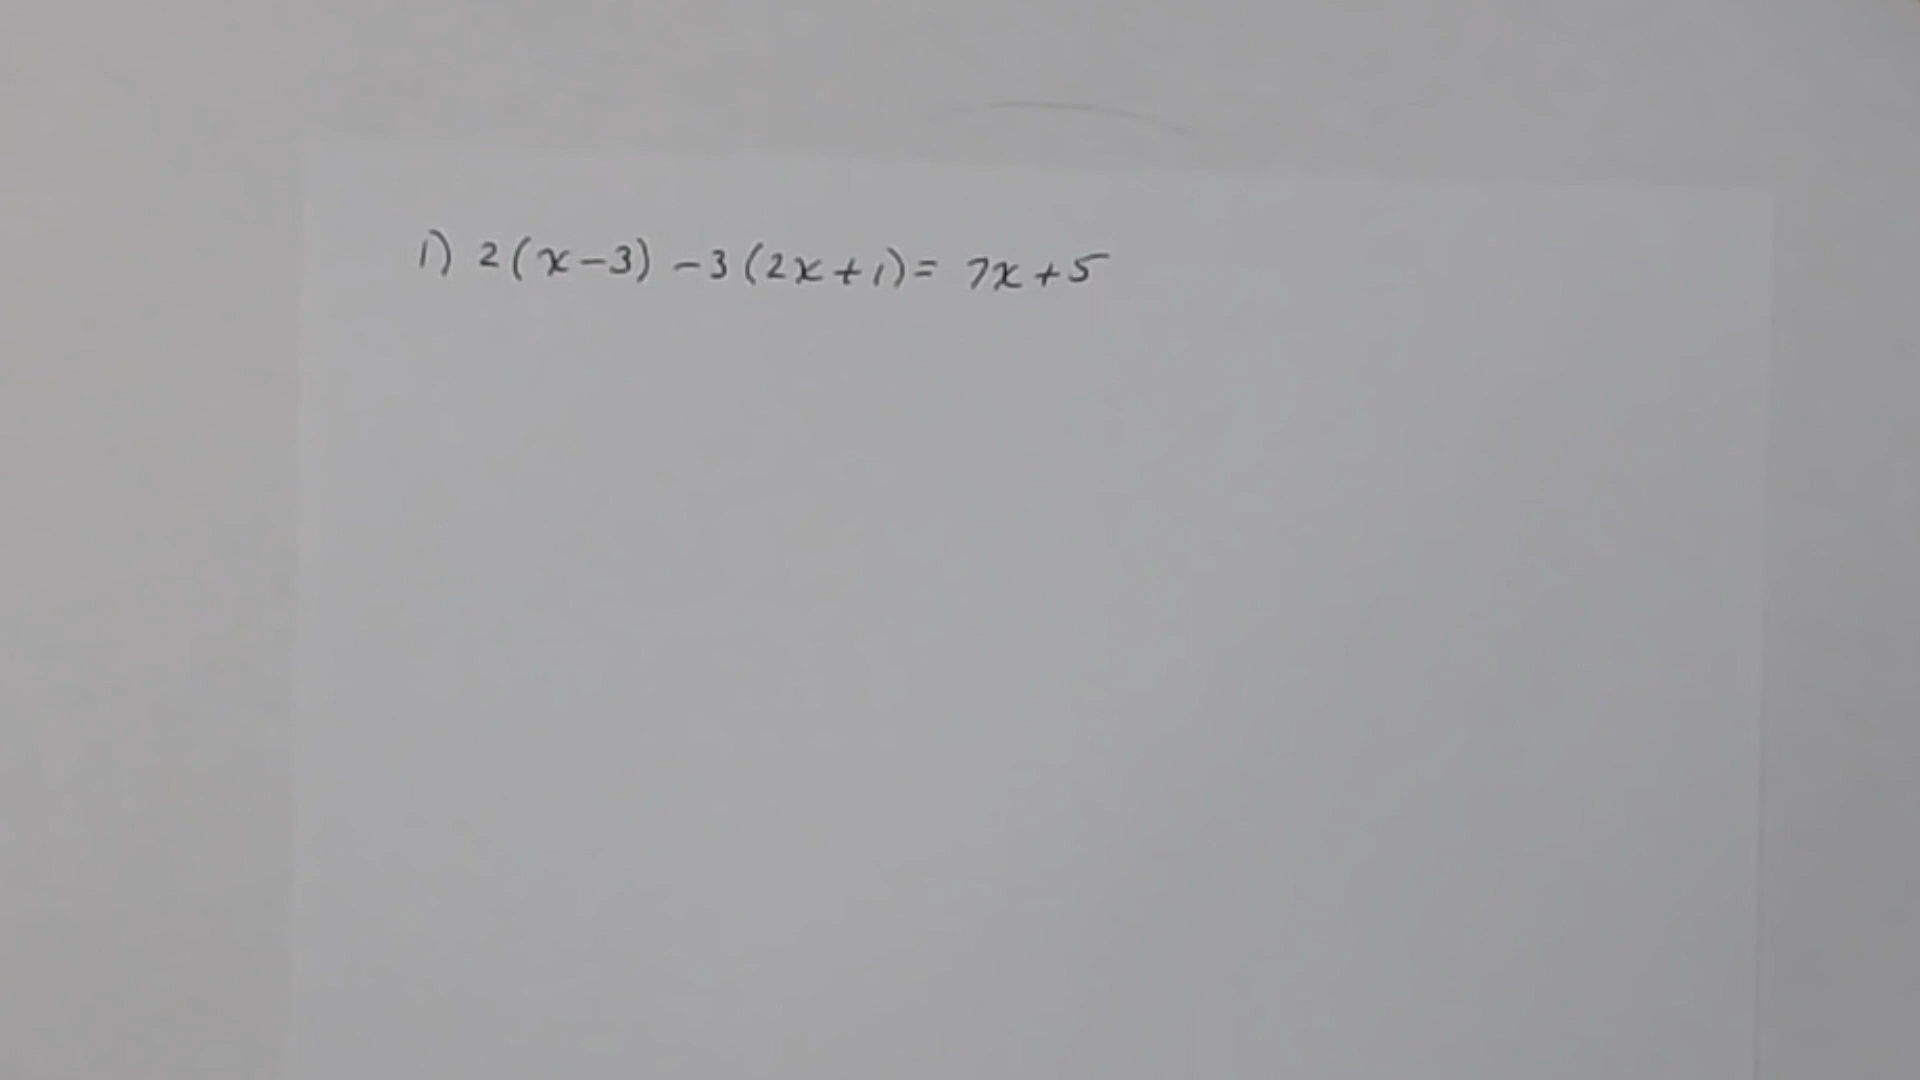 1) 2(x-3) -3(2x+1)= 7x+5